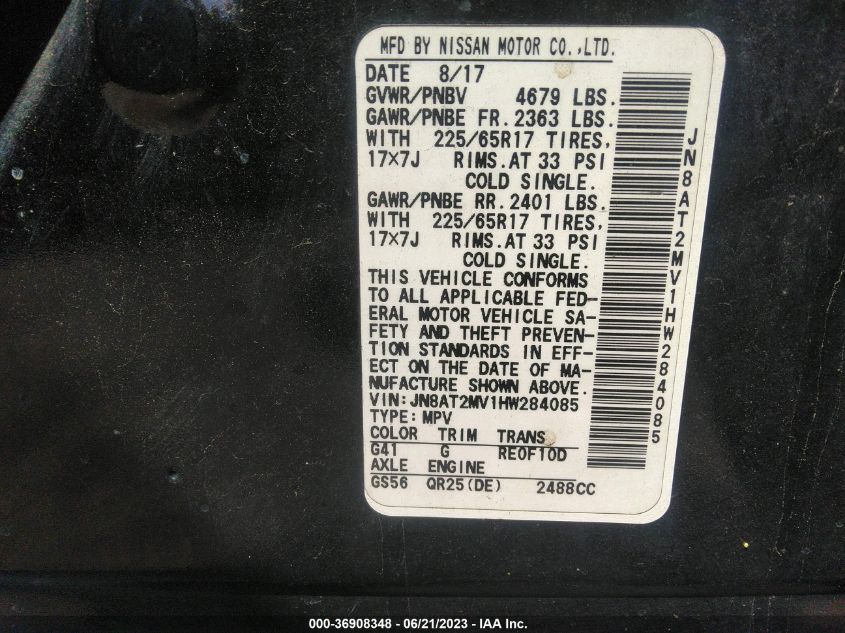 MFD BY NISSAN MOTOR CO.,LTD.
DATE 8/17
GVWR/PNBV 4679 LBS.
GAWR/PNBE FR. 2363 LBS.
WITH 225/65R17 TIRES,
17×7J RIMS. AT 33 PSI
COLD SINGLE.
GAWR/PNBE RR. 2401 LBS.
WITH 225/65R17 TIRES,
17×7J RIMS. AT 33 PSI
COLD SINGLE.
THIS VEHICLE CONFORMS
TO ALL APPLICABLE FED-
ERAL MOTOR VEHICLE SA-
FETY AND THEFT PREVEN-
TION STANDARDS IN EFF-
ECT ON THE DATE OF MA-
NUFACTURE SHOWN ABOVE.
VIN: JN8AT2MV1HW284085
TYPE: MPV
COLOR TRIM TRANS
G41 G RE0F10D
AXLE ENGINE
GS56 QR25(DE) 2488CC
JN8AT2MV1HW284085
000-36908348 - 06/21/2023 - IAA Inc.